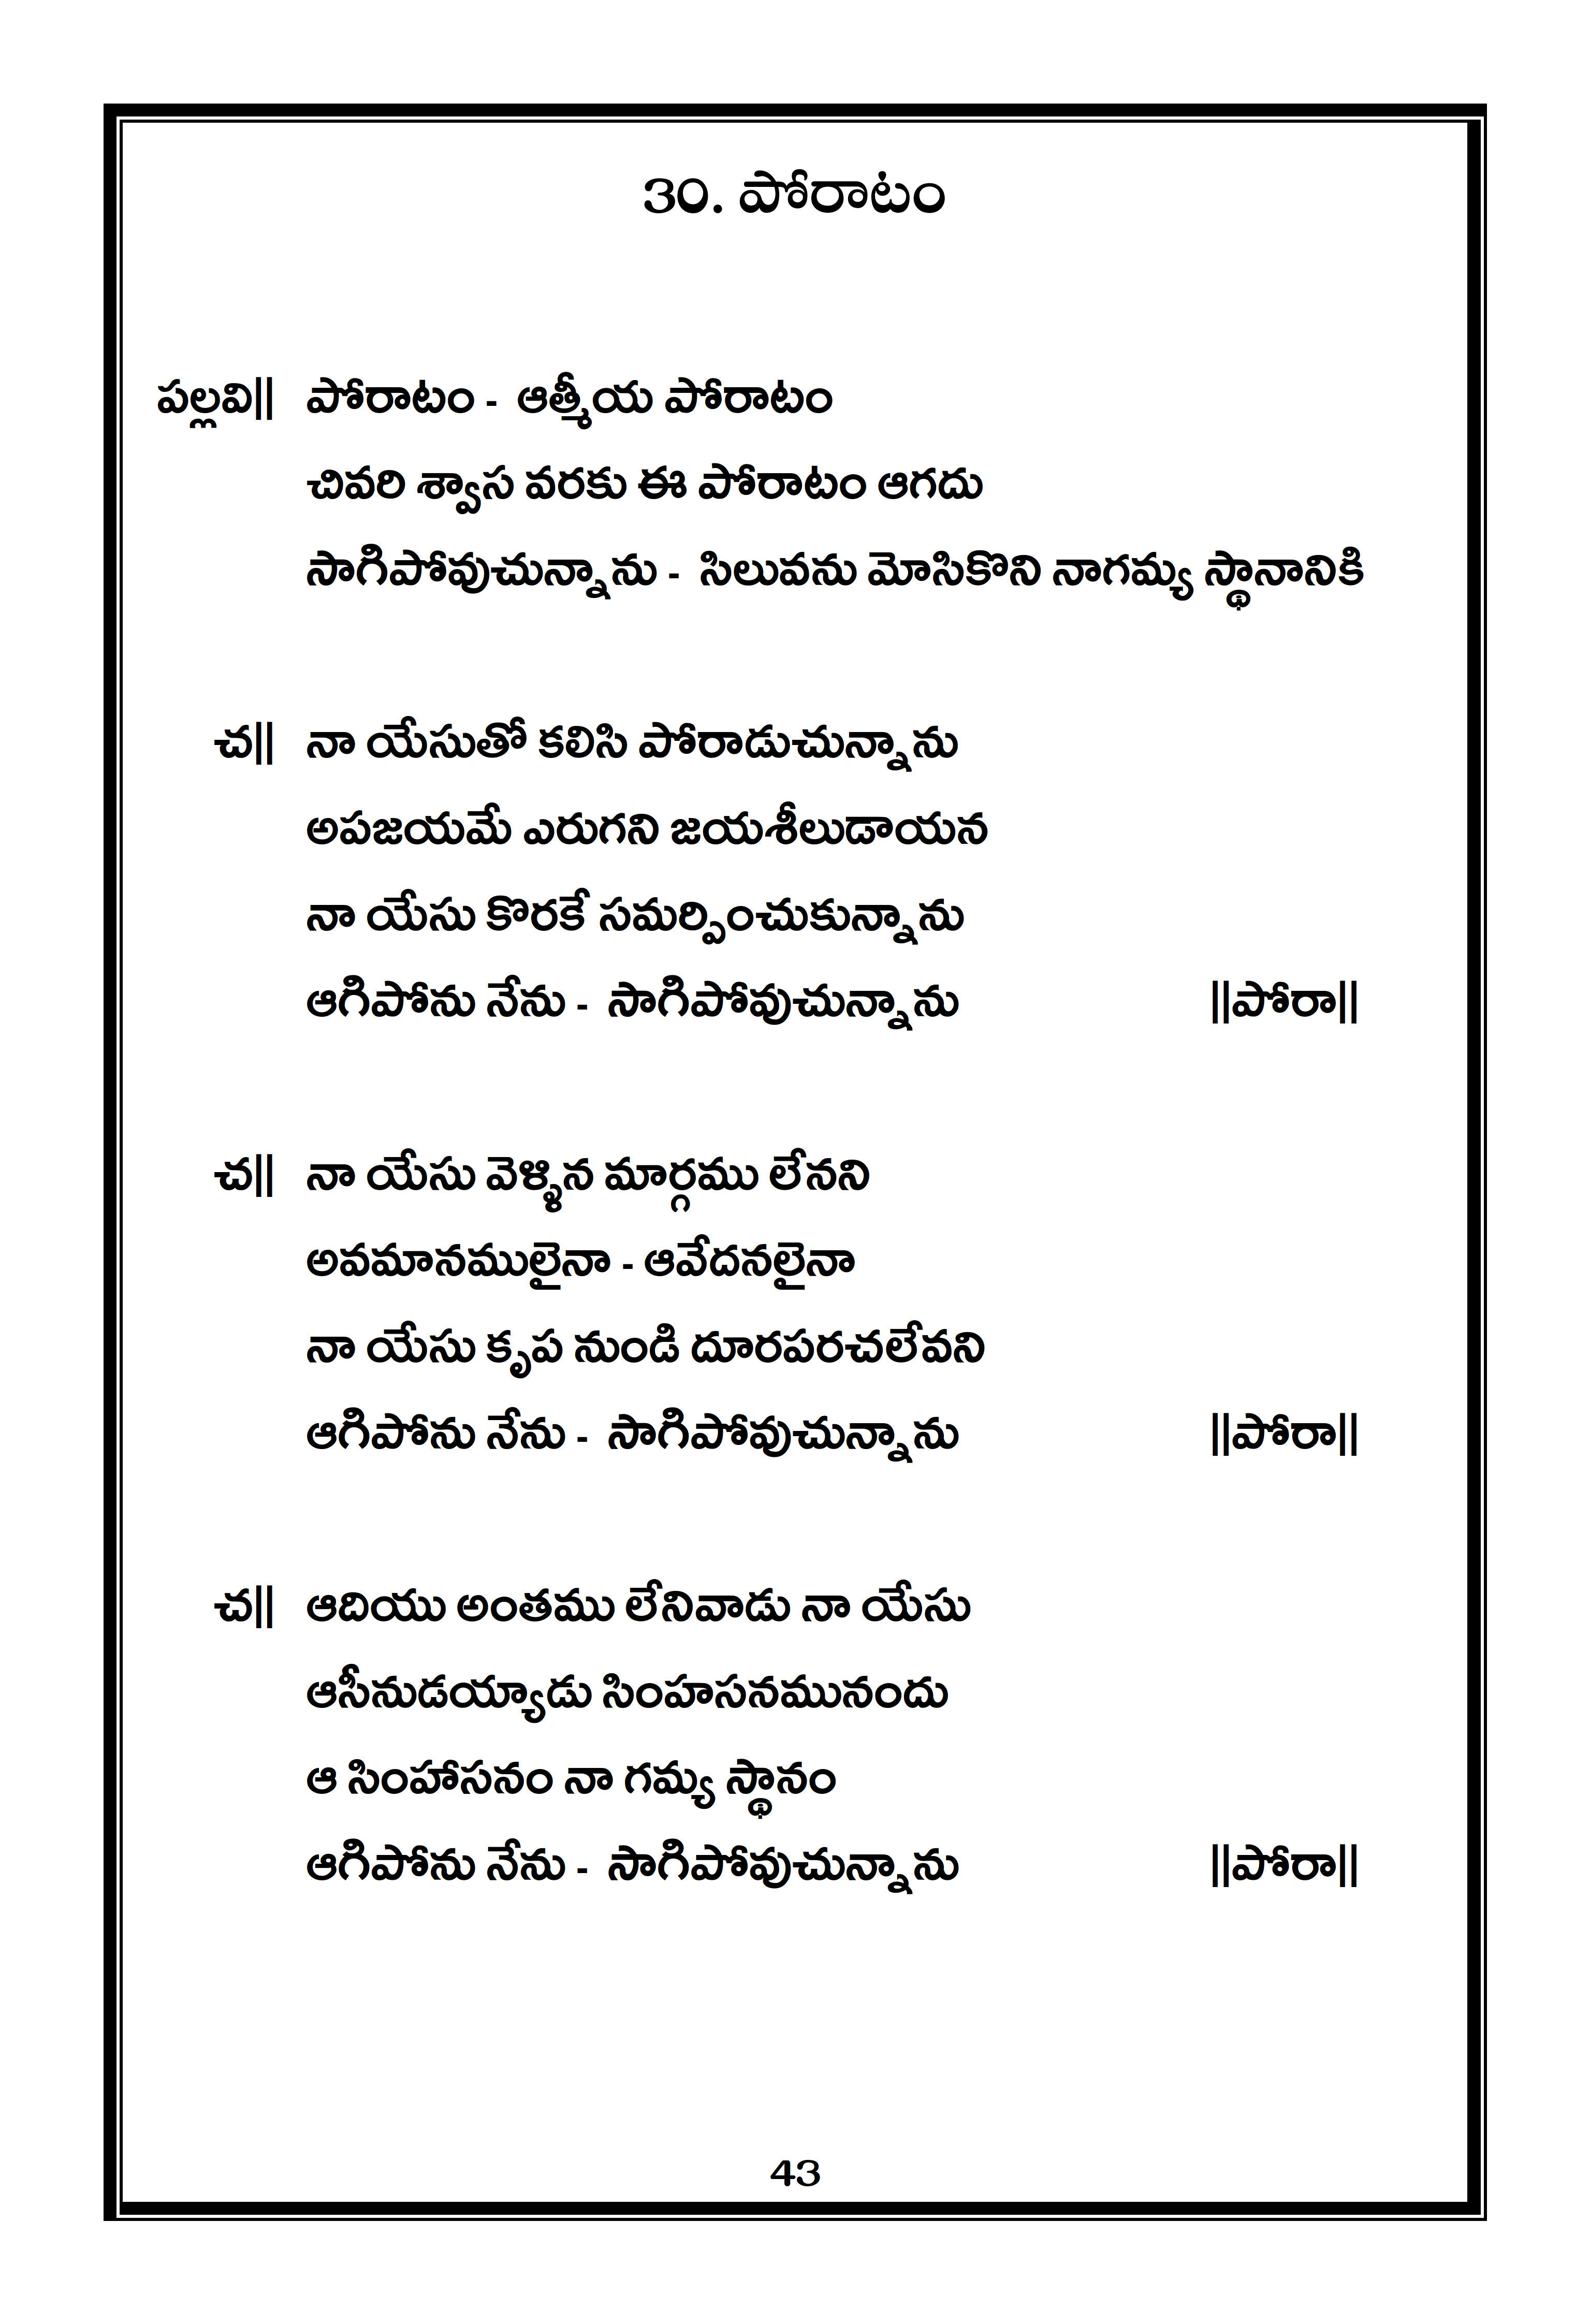 30. పోరాటం
పల్లవి|| పోరాటం - ఆత్మీయ పోరాటం
చివరి శ్వాస వరకు ఈ పోరాటం ఆగదు
సాగిపోవుచున్నాను - సిలువను మోసికొని నాగమ్య స్థానానికి
చ|| నా యేసుతో కలిసి పోరాడుచున్నాను
అపజయమే ఎరుగని జయశీలుడాయన
నా యేసు కొరకే సమర్పించుకున్నాను
ఆగిపోను నేను - సాగిపోవుచున్నాను ||పోరా||
చ|| నా యేసు వెళ్ళిన మార్గము లేనని
అవమానములైనా - ఆవేదనలైనా
నా యేసు కృప నుండి దూరపరచలేవని
ఆగిపోను నేను - సాగిపోవుచున్నాను ||పోరా||
చ|| ఆదియు అంతము లేనివాడు నా యేసు
ఆసీనుడయ్యాడు సింహసనమునందు
ఆ సింహాసనం నా గమ్య స్థానం
ఆగిపోను నేను - సాగిపోవుచున్నాను ||పోరా||
43